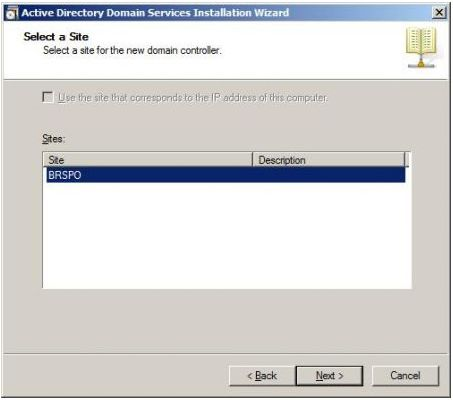 Active Directory Domain Services Installation Wizard
Select a Site
Select a site for the new domain controller.
Use the site that corresponds to the IP address of this computer.
Sites:
Site Description
BRSPO
< Back Next > Cancel